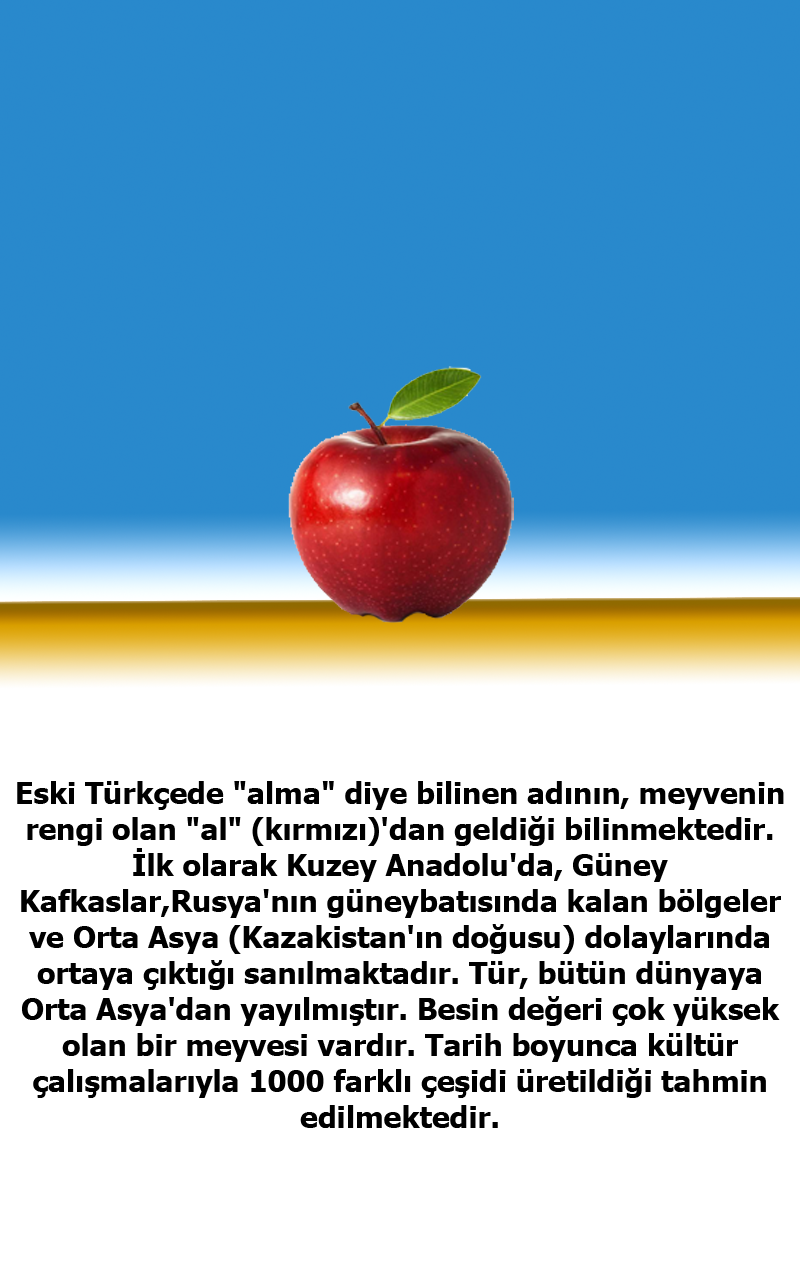 Eski Türkçede "alma" diye bilinen adının, meyvenin
rengi olan "al" (kırmızı)'dan geldiği bilinmektedir.
İlk olarak Kuzey Anadolu'da, Güney
Kafkaslar,Rusya'nın güneybatısında kalan bölgeler
ve Orta Asya (Kazakistan'ın doğusu) dolaylarında
ortaya çıktığı sanılmaktadır. Tür, bütün dünyaya
Orta Asya'dan yayılmıştır. Besin değeri çok yüksek
olan bir meyvesi vardır. Tarih boyunca kültür
çalışmalarıyla 1000 farklı çeşidi üretildiği tahmin
edilmektedir.